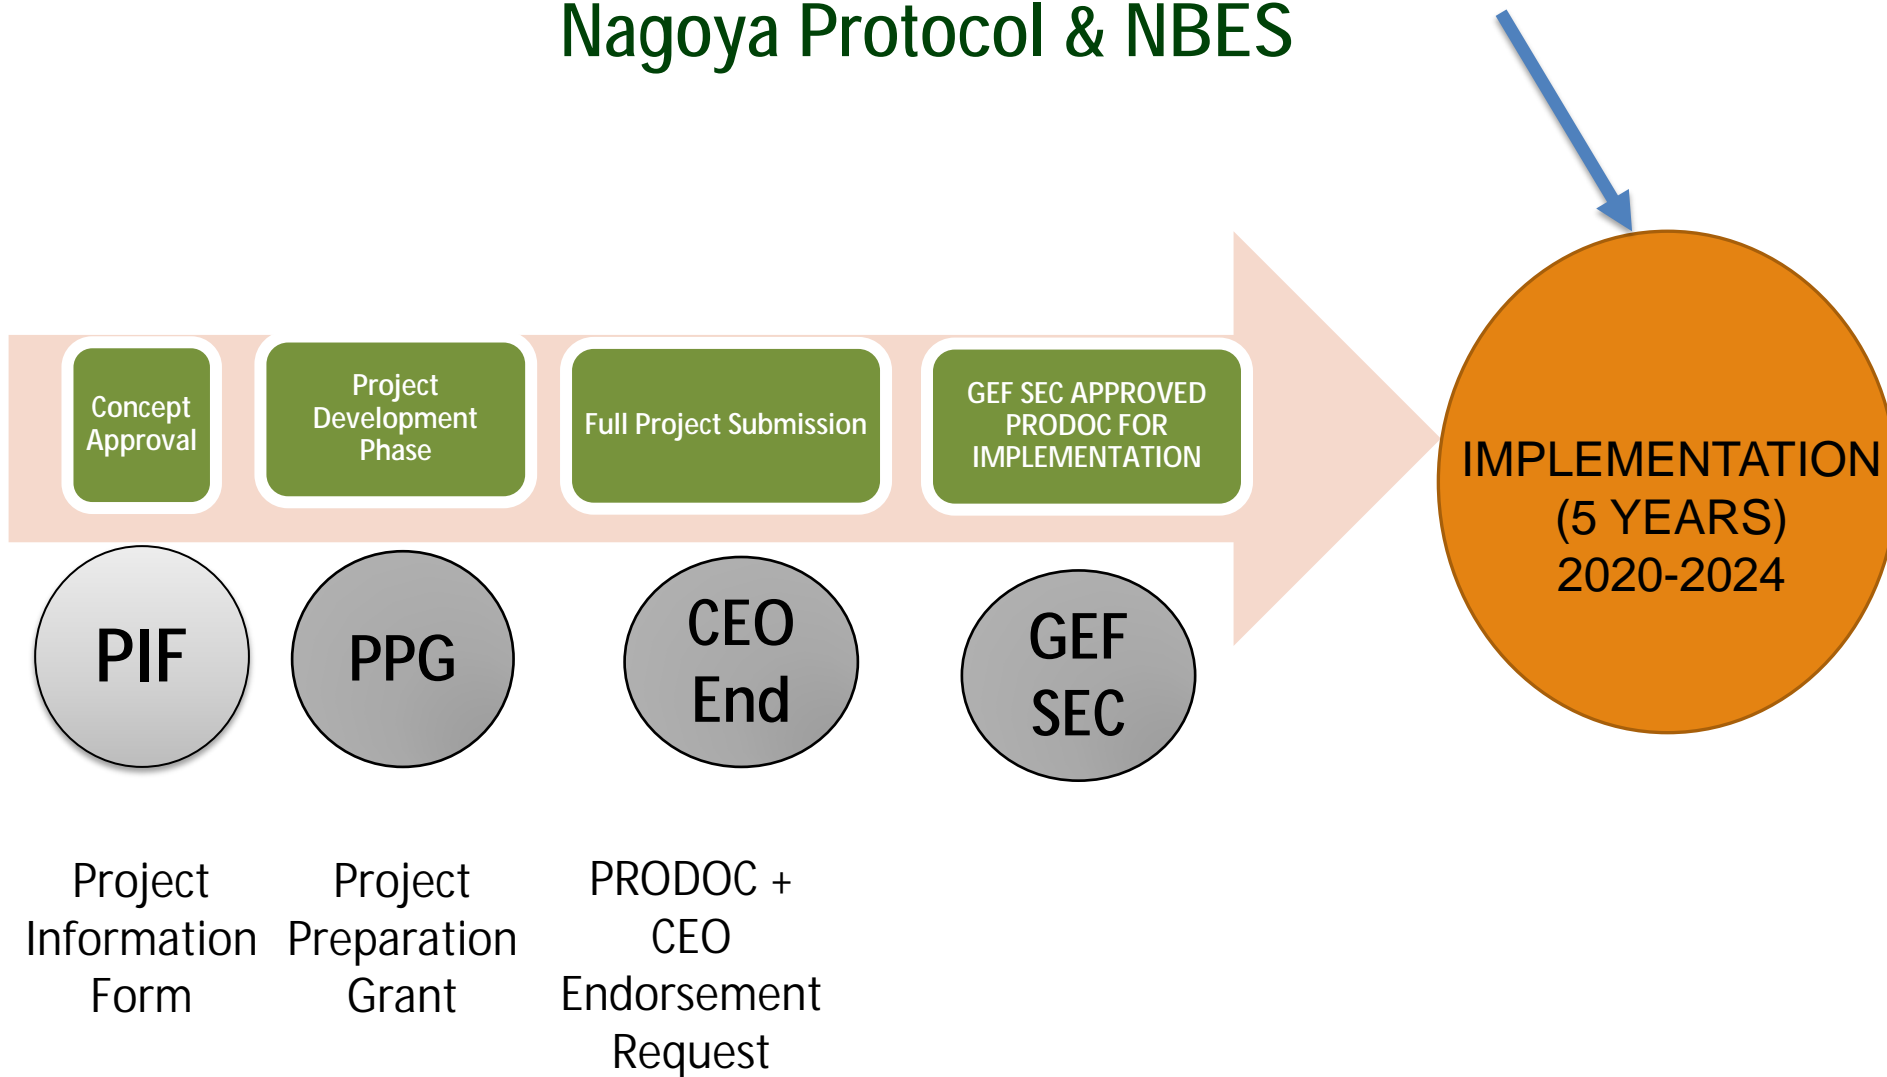 Nagoya Protocol & NBES
Concept
Approval
Project
Development
Phase
Full Project Submission
GEF SEC APPROVED
PRODOC FOR
IMPLEMENTATION
IMPLEMENTATION
(5 YEARS)
2020-2024
PIF
PPG
CEO
End
GEF
SEC
Project
Information
Form
Project
Preparation
Grant
PRODOC +
CEO
Endorsement
Request